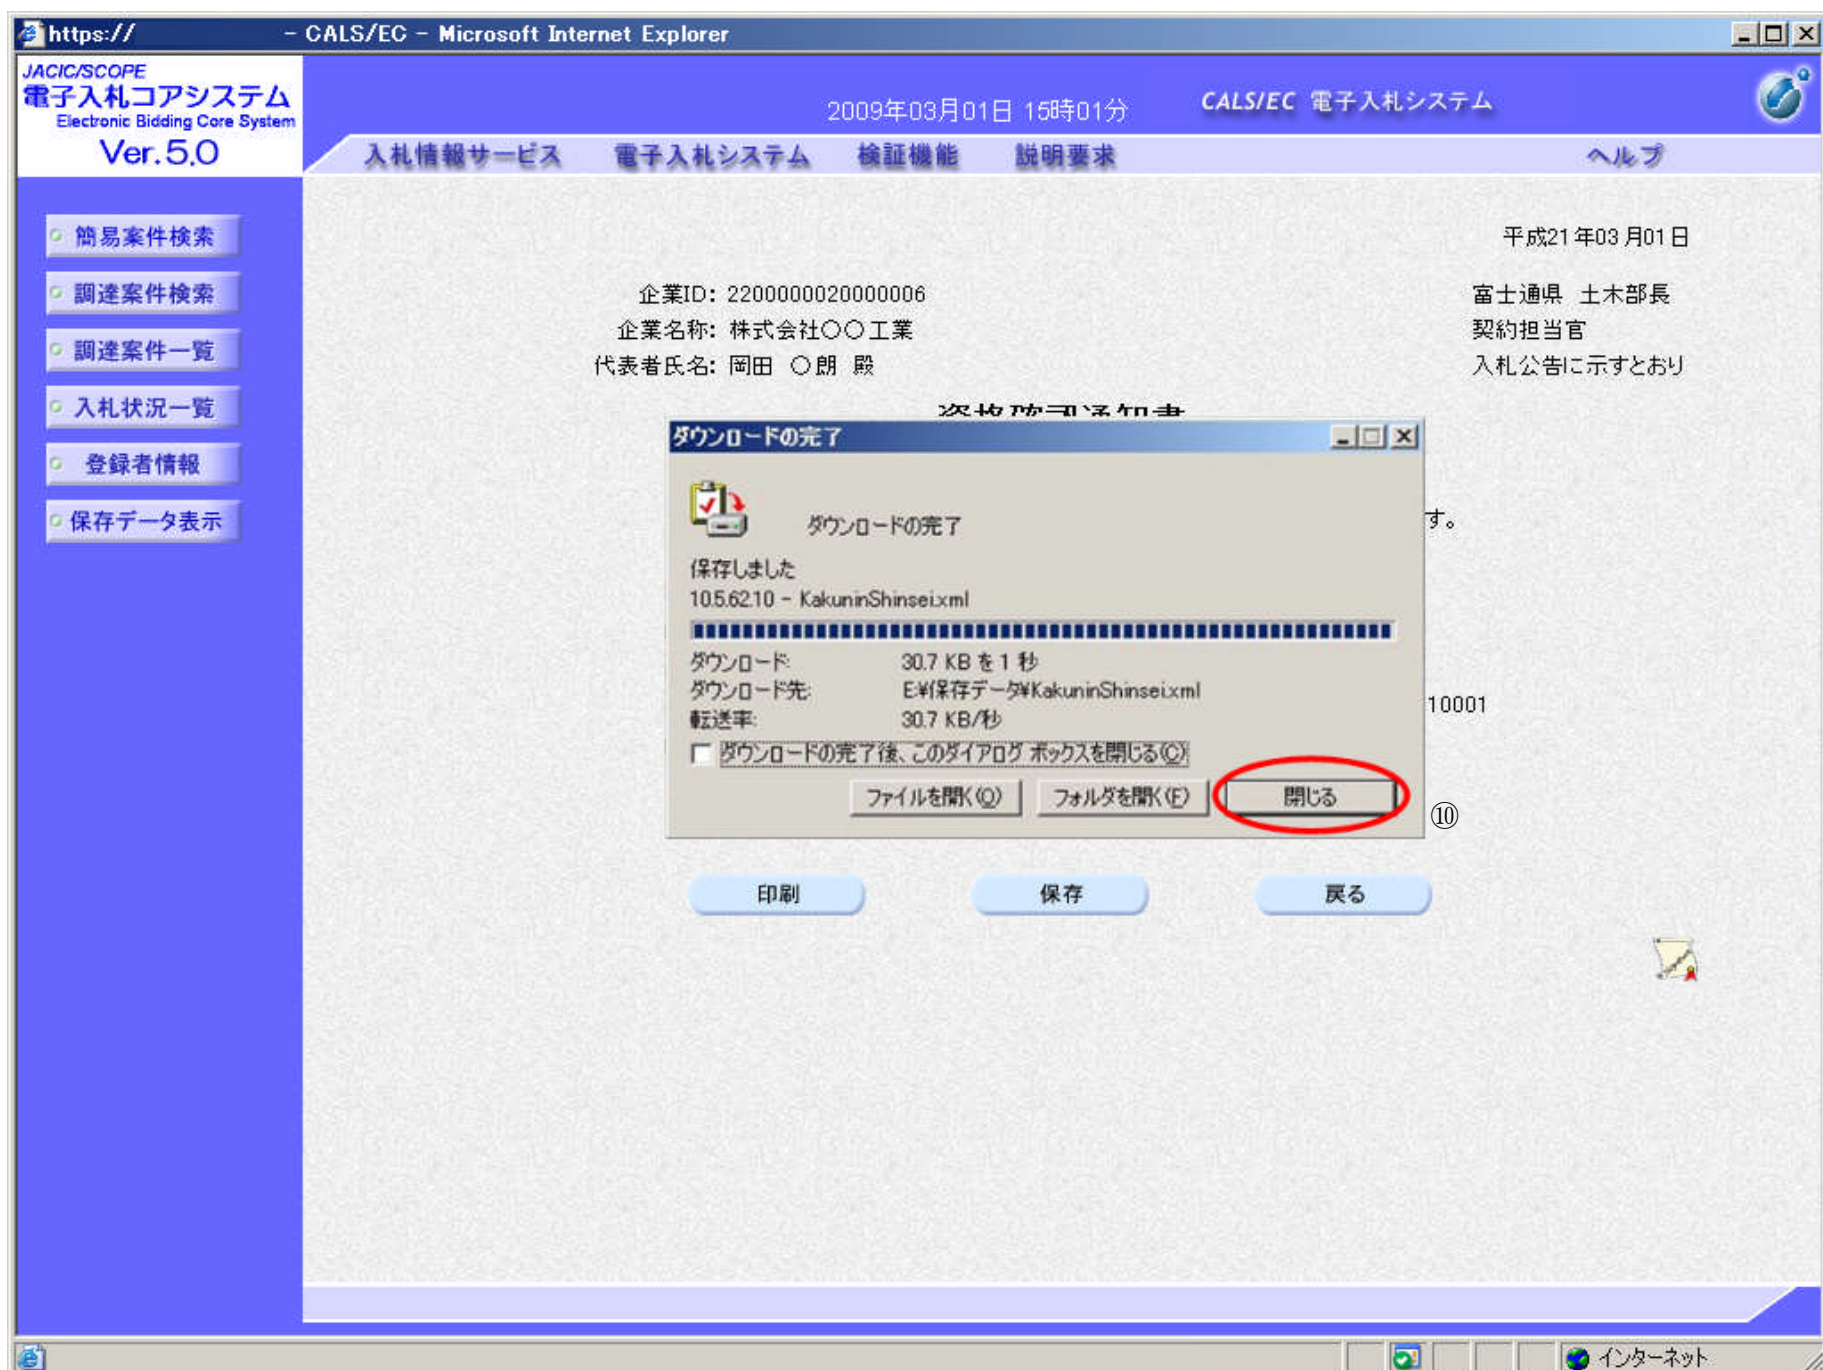 https:// - CALS/EC - Microsoft Internet Explorer
JACIC/SCOPE
電子入札コアシステム
Electronic Bidding Core System
Ver.5.0
2009年03月01日 15時01分
CALS/EC 電子入札システム
入札情報サービス 電子入札システム 検証機能 説明要求 ヘルプ
簡易案件検索
調達案件検索
調達案件一覧
入札状況一覧
登録者情報
保存データ表示
平成21年03月01日
企業ID: 2200000020000006
企業名称: 株式会社〇〇工業
代表者氏名: 岡田 〇朗 殿
富士通県 土木部長
契約担当官
入札公告に示すとおり
資格確認通知書
ダウンロードの完了
ダウンロードの完了
保存しました
10.5.62.10 - KakuninShinsei.xml
ダウンロード: 30.7 KB を 1 秒
ダウンロード先: E:¥保存データ¥KakuninShinsei.xml
転送率: 30.7 KB/秒
ダウンロードの完了後、このダイアログ ボックスを閉じる(C)
ファイルを開く(O) フォルダを開く(F) 閉じる
⑩
す。
10001
印刷 保存 戻る
インターネット